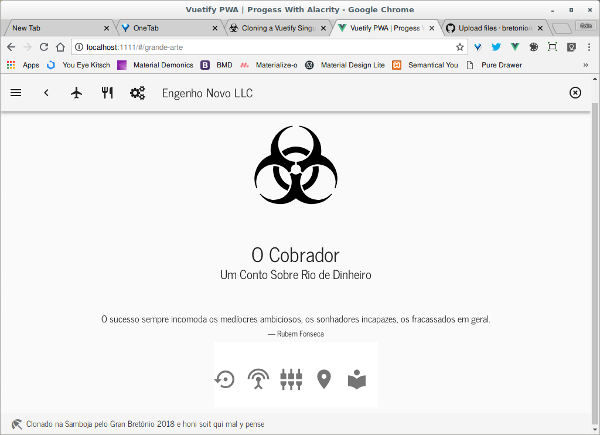 Vuetify PWA | Progess With Alacrity - Google Chrome
New Tab
OneTab
Cloning a Vuetify Sing
Vuetify PWA | Progess W
Upload files · bretonio/
localhost:1111/#/grande-arte
Apps
You Eye Kitsch
Material Demonics
BMD
Materialize-o
Material Design Lite
Semantical You
Pure Drawer
»
Engenho Novo LLC
O Cobrador
Um Conto Sobre Rio de Dinheiro
O sucesso sempre incomoda os medíocres ambiciosos, os sonhadores incapazes, os fracassados em geral.
— Rubem Fonseca
Clonado na Samboja pelo Gran Bretônio 2018 e honi soit qui mal y pense